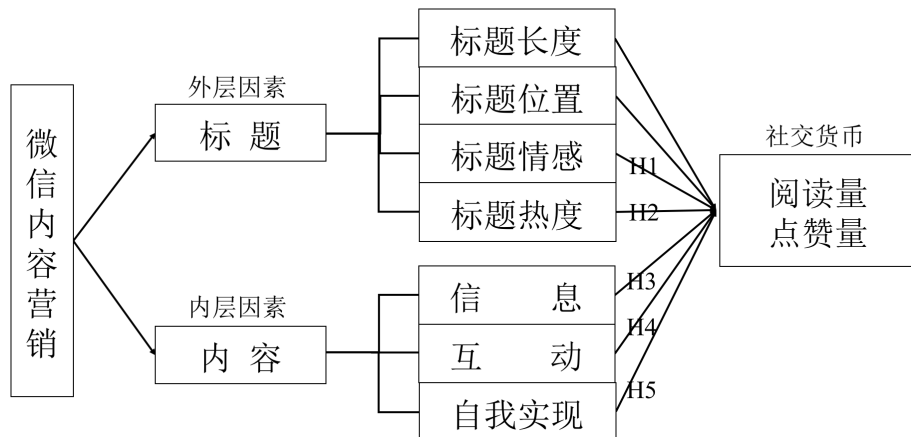 微信内容营销
外层因素
标 题
内层因素
内 容
标题长度
标题位置
标题情感
标题热度
信 息
互 动
自我实现
H1
H2
H3
H4
H5
社交货币
阅读量
点赞量